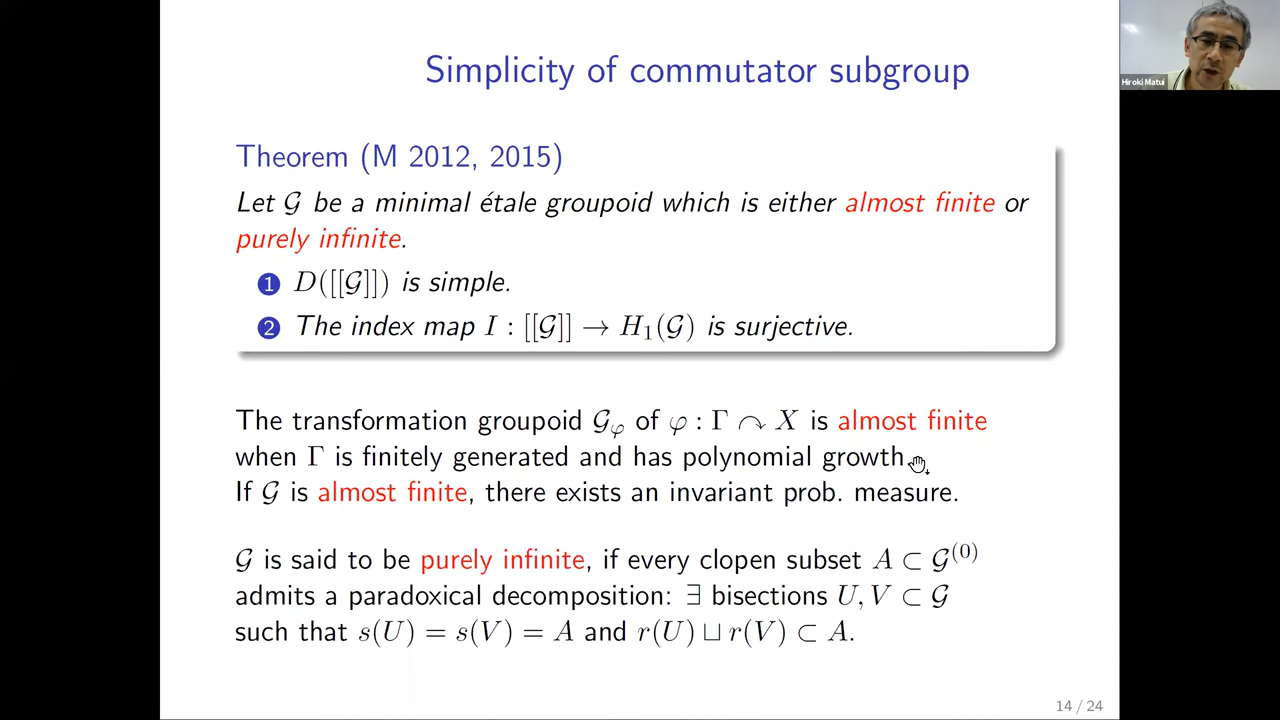 Simplicity of commutator subgroup
Hiroki Matui
Theorem (M 2012, 2015)
Let 𝒢 be a minimal étale groupoid which is either almost finite or
purely infinite.
1 D([[𝒢]]) is simple.
2 The index map I : [[𝒢]] → H₁(𝒢) is surjective.
The transformation groupoid 𝒢_φ of φ : Γ ↷ X is almost finite
when Γ is finitely generated and has polynomial growth.
If 𝒢 is almost finite, there exists an invariant prob. measure.
𝒢 is said to be purely infinite, if every clopen subset A ⊂ 𝒢⁽⁰⁾
admits a paradoxical decomposition: ∃ bisections U, V ⊂ 𝒢
such that s(U) = s(V) = A and r(U) ⊔ r(V) ⊂ A.
14 / 24